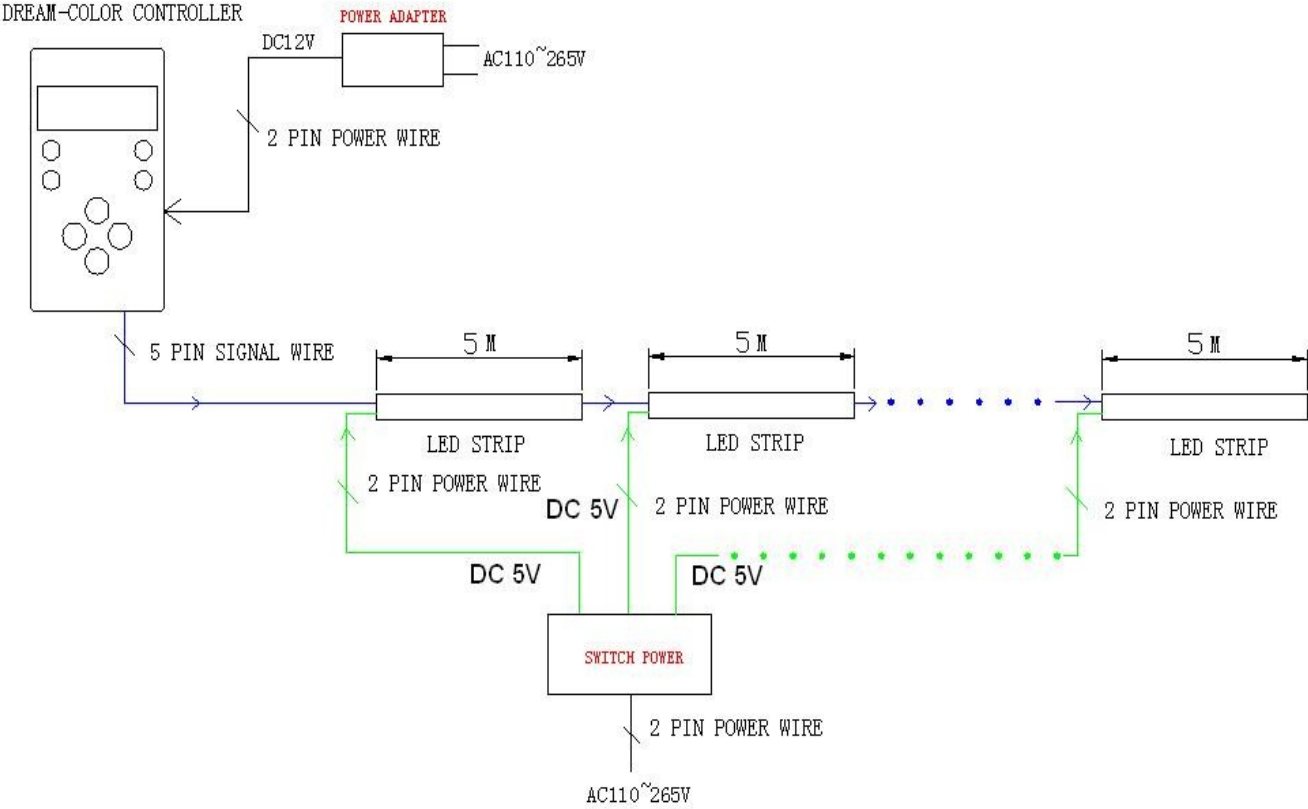 DREAM-COLOR CONTROLLER
POWER ADAPTER
DC12V
AC110~265V
2 PIN POWER WIRE
5 PIN SIGNAL WIRE
5 M
5 M
5 M
LED STRIP
LED STRIP
LED STRIP
2 PIN POWER WIRE
DC 5V
2 PIN POWER WIRE
2 PIN POWER WIRE
DC 5V
DC 5V
SWITCH POWER
2 PIN POWER WIRE
AC110~265V